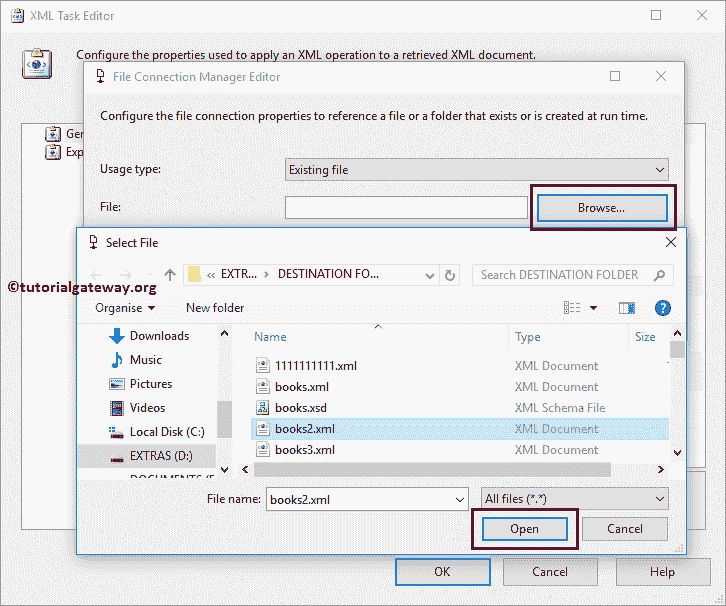 XML Task Editor
Configure the properties used to apply an XML operation to a retrieved XML document.
File Connection Manager Editor
Configure the file connection properties to reference a file or a folder that exists or is created at run time.
Gen
Exp
Usage type: Existing file
File: Browse...
Select File
« EXTR... › DESTINATION FO... Search DESTINATION FOLDER
©tutorialgateway.org
Organise New folder
Downloads
Music
Pictures
Videos
Local Disk (C:)
EXTRAS (D:)
Name Type Size
1111111111.xml XML Document
books.xml XML Document
books.xsd XML Schema File
books2.xml XML Document
books3.xml XML Document
File name: books2.xml All files (*.*)
Open Cancel
OK Cancel Help